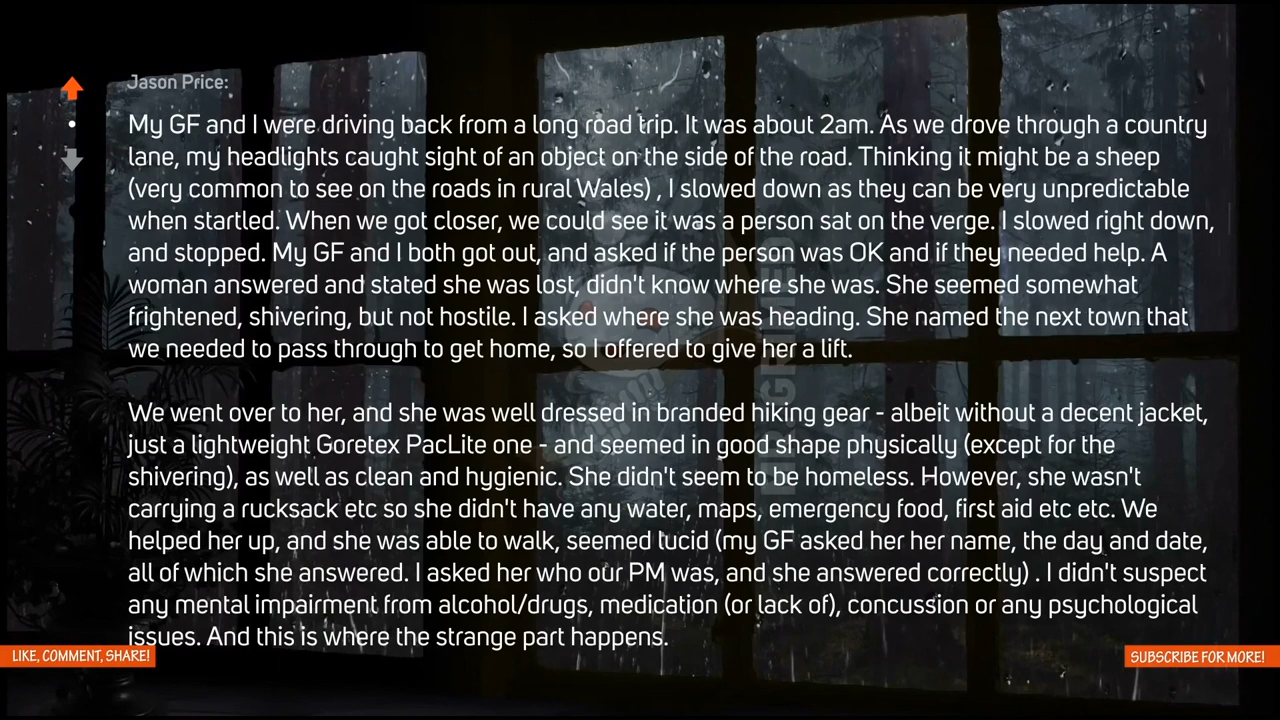 Jason Price:
My GF and I were driving back from a long road trip. It was about 2am. As we drove through a country
lane, my headlights caught sight of an object on the side of the road. Thinking it might be a sheep
(very common to see on the roads in rural Wales) , I slowed down as they can be very unpredictable
when startled. When we got closer, we could see it was a person sat on the verge. I slowed right down,
and stopped. My GF and I both got out, and asked if the person was OK and if they needed help. A
woman answered and stated she was lost, didn't know where she was. She seemed somewhat
frightened, shivering, but not hostile. I asked where she was heading. She named the next town that
we needed to pass through to get home, so I offered to give her a lift.
We went over to her, and she was well dressed in branded hiking gear - albeit without a decent jacket,
just a lightweight Goretex PacLite one - and seemed in good shape physically (except for the
shivering), as well as clean and hygienic. She didn't seem to be homeless. However, she wasn't
carrying a rucksack etc so she didn't have any water, maps, emergency food, first aid etc etc. We
helped her up, and she was able to walk, seemed lucid (my GF asked her her name, the day and date,
all of which she answered. I asked her who our PM was, and she answered correctly) . I didn't suspect
any mental impairment from alcohol/drugs, medication (or lack of), concussion or any psychological
issues. And this is where the strange part happens.
LIKE, COMMENT, SHARE!
SUBSCRIBE FOR MORE!